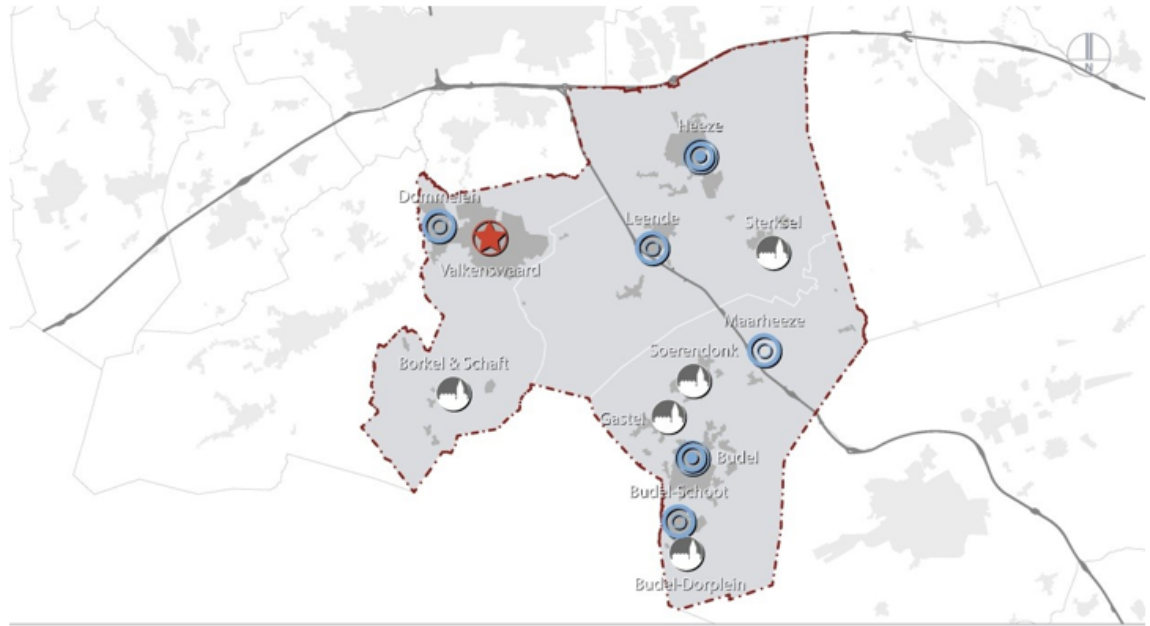 N
Heeze
Dommelen
Leende
Sterksel
Valkenswaard
Maarheeze
Soerendonk
Borkel & Schaft
Gastel
Budel
Budel-Schoot
Budel-Dorplein